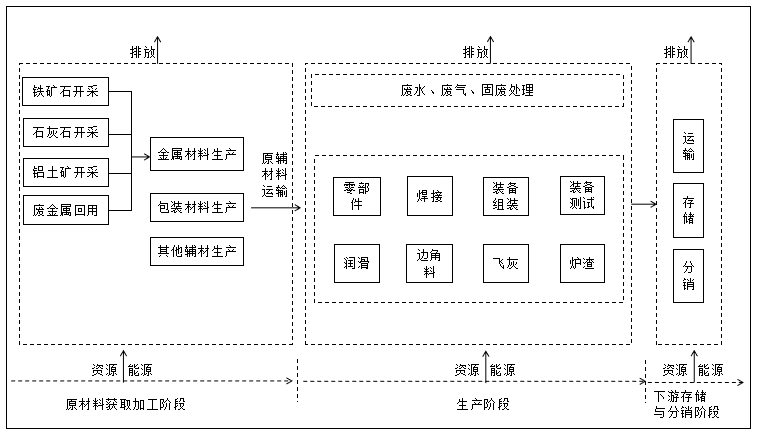 排放
排放
排放
铁矿石开采
石灰石开采
铝土矿开采
废金属回用
金属材料生产
包装材料生产
其他辅材生产
原辅
材料
运输
废水、废气、固废处理
零部
件
焊接
装备
组装
装备
测试
润滑
边角
料
飞灰
炉渣
运
输
存
储
分
销
资源
能源
资源
能源
资源
能源
原材料获取加工阶段
生产阶段
下游存储
与分销阶段